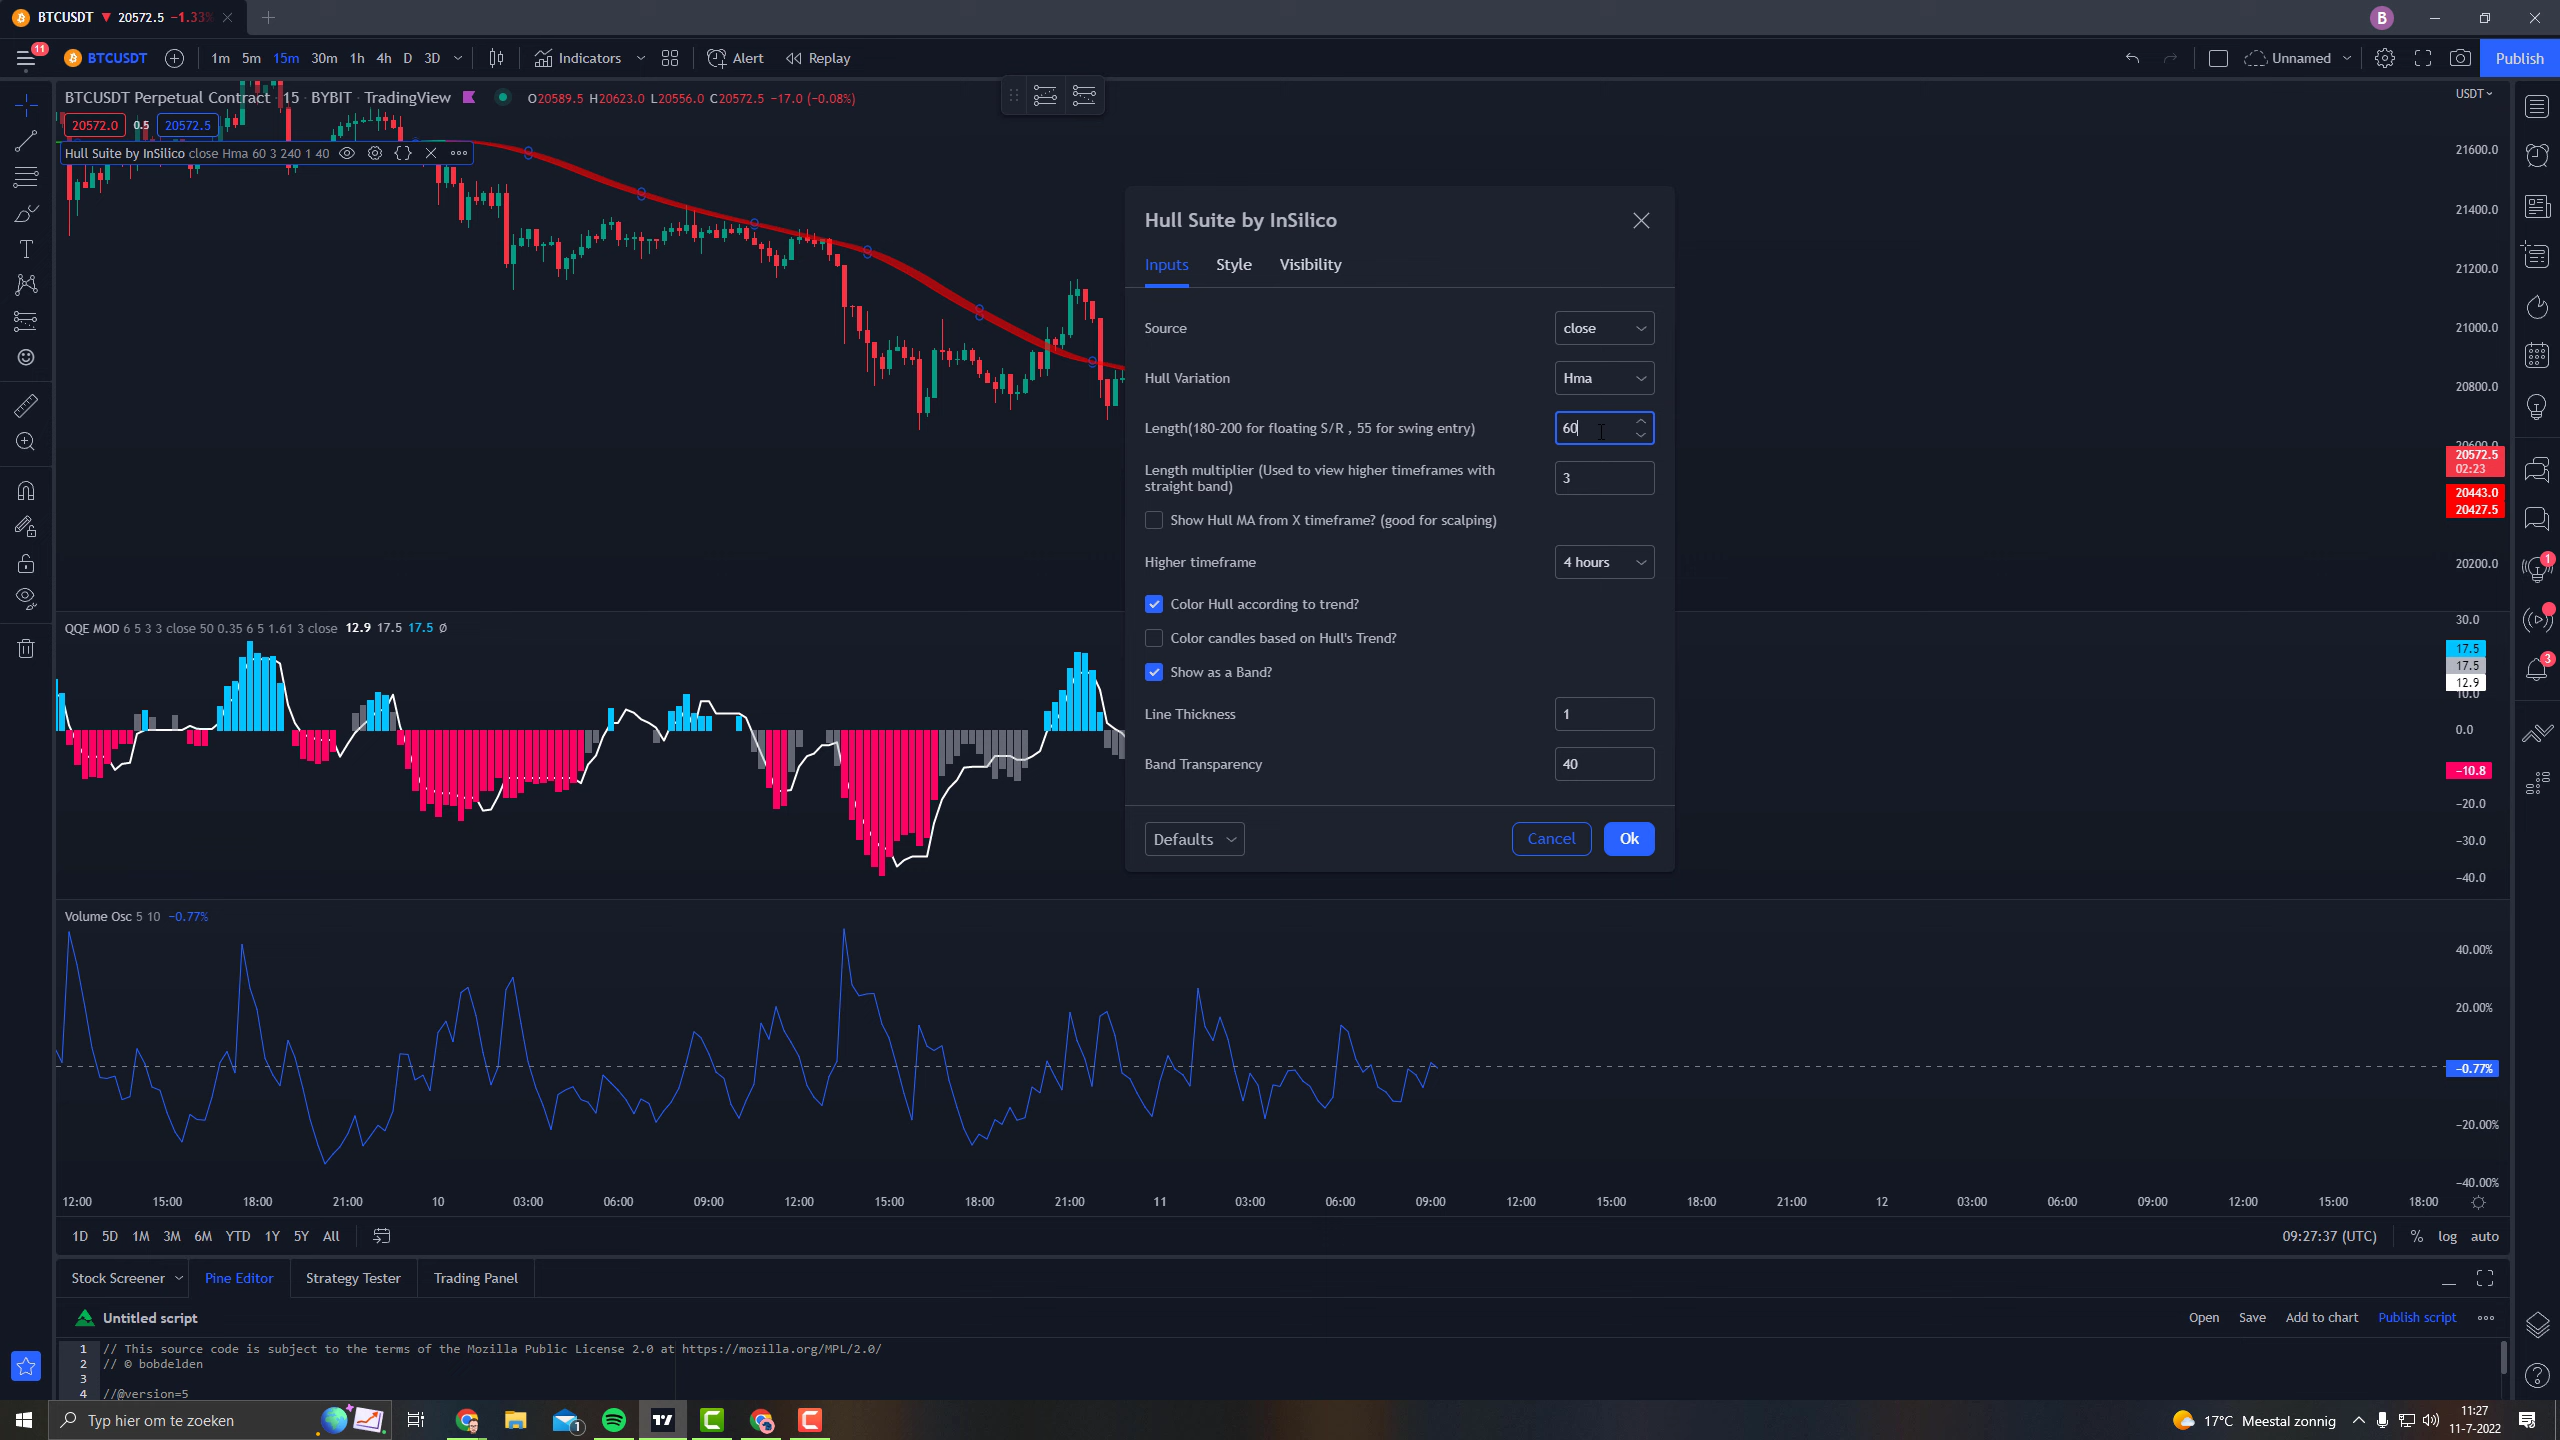 BTCUSDT ▼ 20572.5 −1.33%
B
11
BTCUSDT 1m 5m 15m 30m 1h 4h D 3D Indicators Alert Replay Unnamed Publish
BTCUSDT Perpetual Contract · 15 · BYBIT · TradingView O20589.5 H20623.0 L20556.0 C20572.5 −17.0 (−0.08%)
USDT
20572.0 0.5 20572.5
Hull Suite by InSilico close Hma 60 3 240 1 40
21600.0
21400.0
21200.0
21000.0
20800.0
20600.0
20572.5
02:23
20443.0
20427.5
20200.0
Hull Suite by InSilico
Inputs Style Visibility
Source close
Hull Variation Hma
Length(180-200 for floating S/R , 55 for swing entry) 60
Length multiplier (Used to view higher timeframes with
straight band) 3
Show Hull MA from X timeframe? (good for scalping)
Higher timeframe 4 hours
Color Hull according to trend?
Color candles based on Hull's Trend?
Show as a Band?
Line Thickness 1
Band Transparency 40
Defaults Cancel Ok
QQE MOD 6 5 3 3 close 50 0.35 6 5 1.61 3 close 12.9 17.5 17.5 Ø
30.0
17.5
17.5
12.9
10.0
0.0
−10.8
−20.0
−30.0
−40.0
Volume Osc 5 10 −0.77%
40.00%
20.00%
−0.77%
−20.00%
−40.00%
12:00 15:00 18:00 21:00 10 03:00 06:00 09:00 12:00 15:00 18:00 21:00 11 03:00 06:00 09:00 12:00 15:00 18:00 21:00 12 03:00 06:00 09:00 12:00 15:00 18:00
1D 5D 1M 3M 6M YTD 1Y 5Y All 09:27:37 (UTC) % log auto
Stock Screener Pine Editor Strategy Tester Trading Panel
Untitled script Open Save Add to chart Publish script
1 // This source code is subject to the terms of the Mozilla Public License 2.0 at https://mozilla.org/MPL/2.0/
2 // © bobdelden
3
4 //@version=5
1
3
Typ hier om te zoeken 1 17°C Meestal zonnig 11:27
11-7-2022